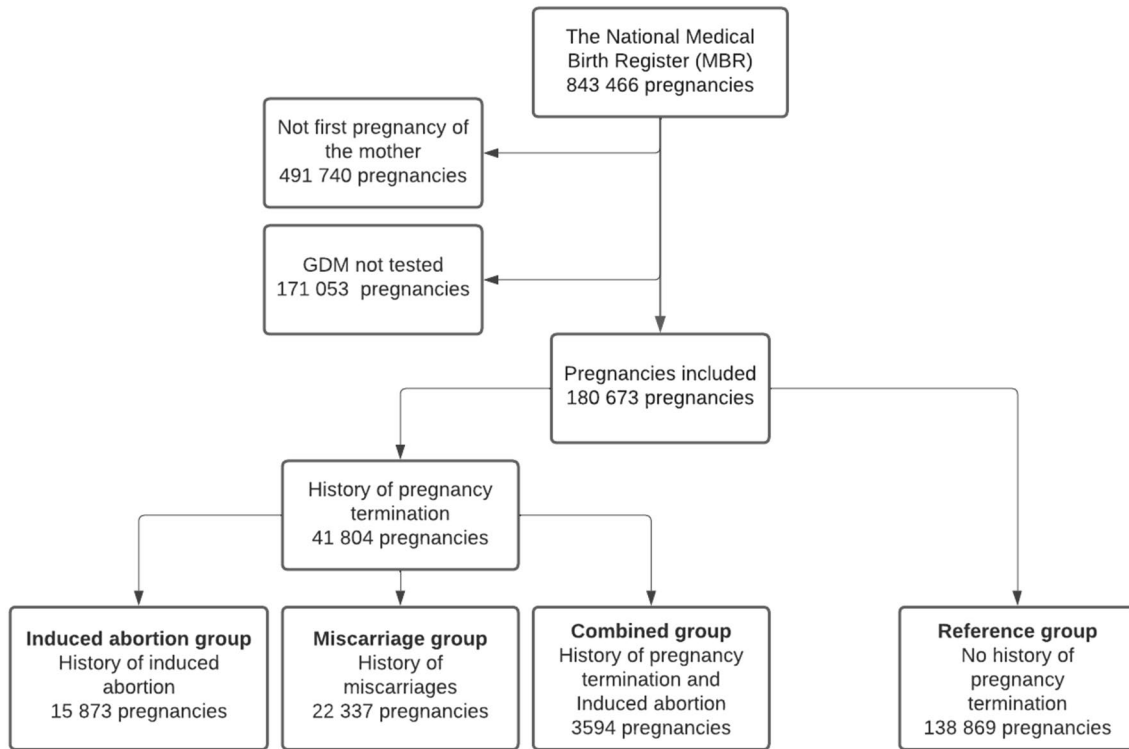 The National Medical
Birth Register (MBR)
843 466 pregnancies
Not first pregnancy of
the mother
491 740 pregnancies
GDM not tested
171 053 pregnancies
Pregnancies included
180 673 pregnancies
History of pregnancy
termination
41 804 pregnancies
Induced abortion group
History of induced
abortion
15 873 pregnancies
Miscarriage group
History of
miscarriages
22 337 pregnancies
Combined group
History of pregnancy
termination and
Induced abortion
3594 pregnancies
Reference group
No history of
pregnancy
termination
138 869 pregnancies